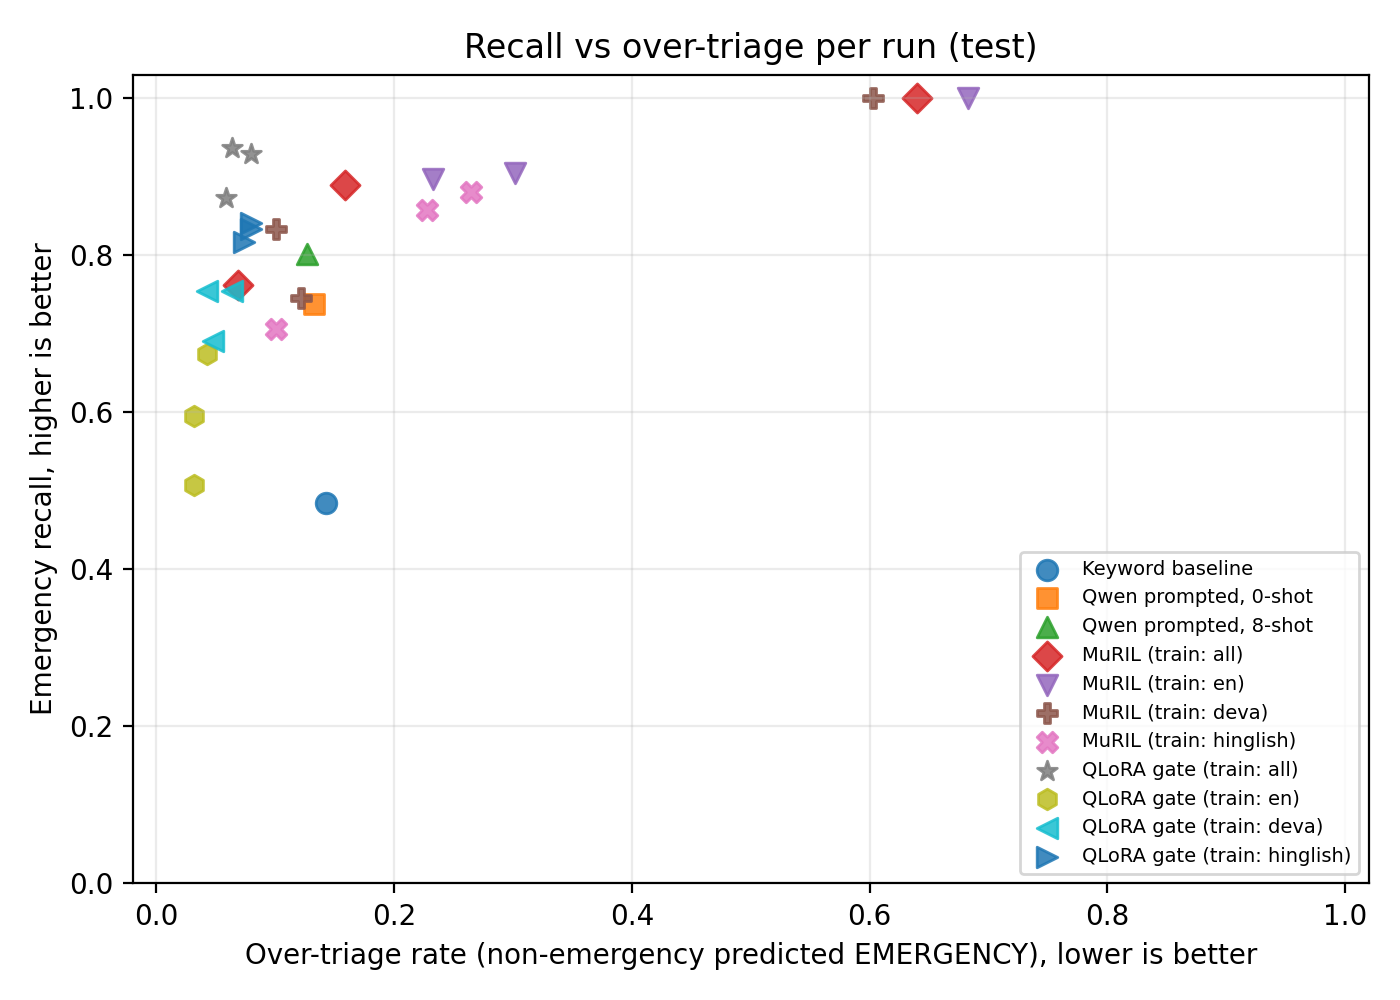 Recall vs over-triage per run (test)
1.0
0.8
0.6
0.4
0.2
0.0
Emergency recall, higher is better
0.0 0.2 0.4 0.6 0.8 1.0
Over-triage rate (non-emergency predicted EMERGENCY), lower is better
Keyword baseline
Qwen prompted, 0-shot
Qwen prompted, 8-shot
MuRIL (train: all)
MuRIL (train: en)
MuRIL (train: deva)
MuRIL (train: hinglish)
QLoRA gate (train: all)
QLoRA gate (train: en)
QLoRA gate (train: deva)
QLoRA gate (train: hinglish)